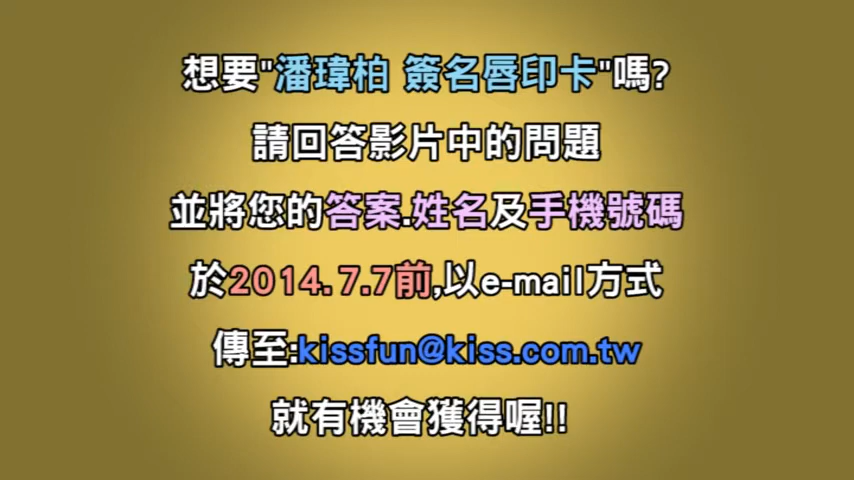 想要"潘瑋柏 簽名唇印卡"嗎?
請回答影片中的問題
並將您的答案.姓名及手機號碼
於2014.7.7前,以e-mail方式
傳至:kissfun@kiss.com.tw
就有機會獲得喔!!